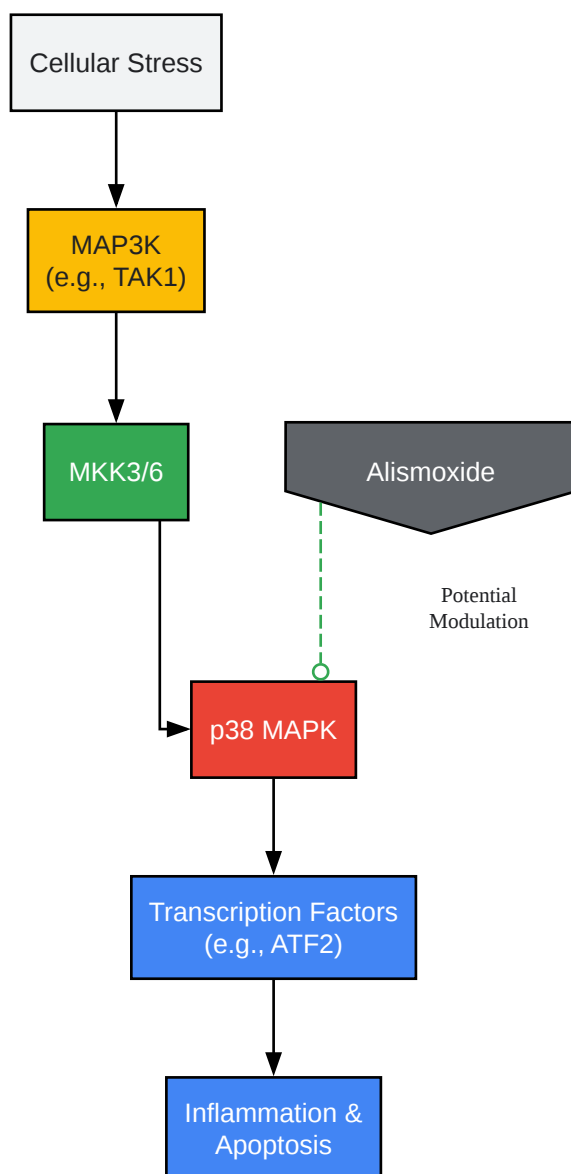 Cellular Stress
MAP3K
(e.g., TAK1)
MKK3/6
Alismoxide
Potential
Modulation
p38 MAPK
Transcription Factors
(e.g., ATF2)
Inflammation &
Apoptosis